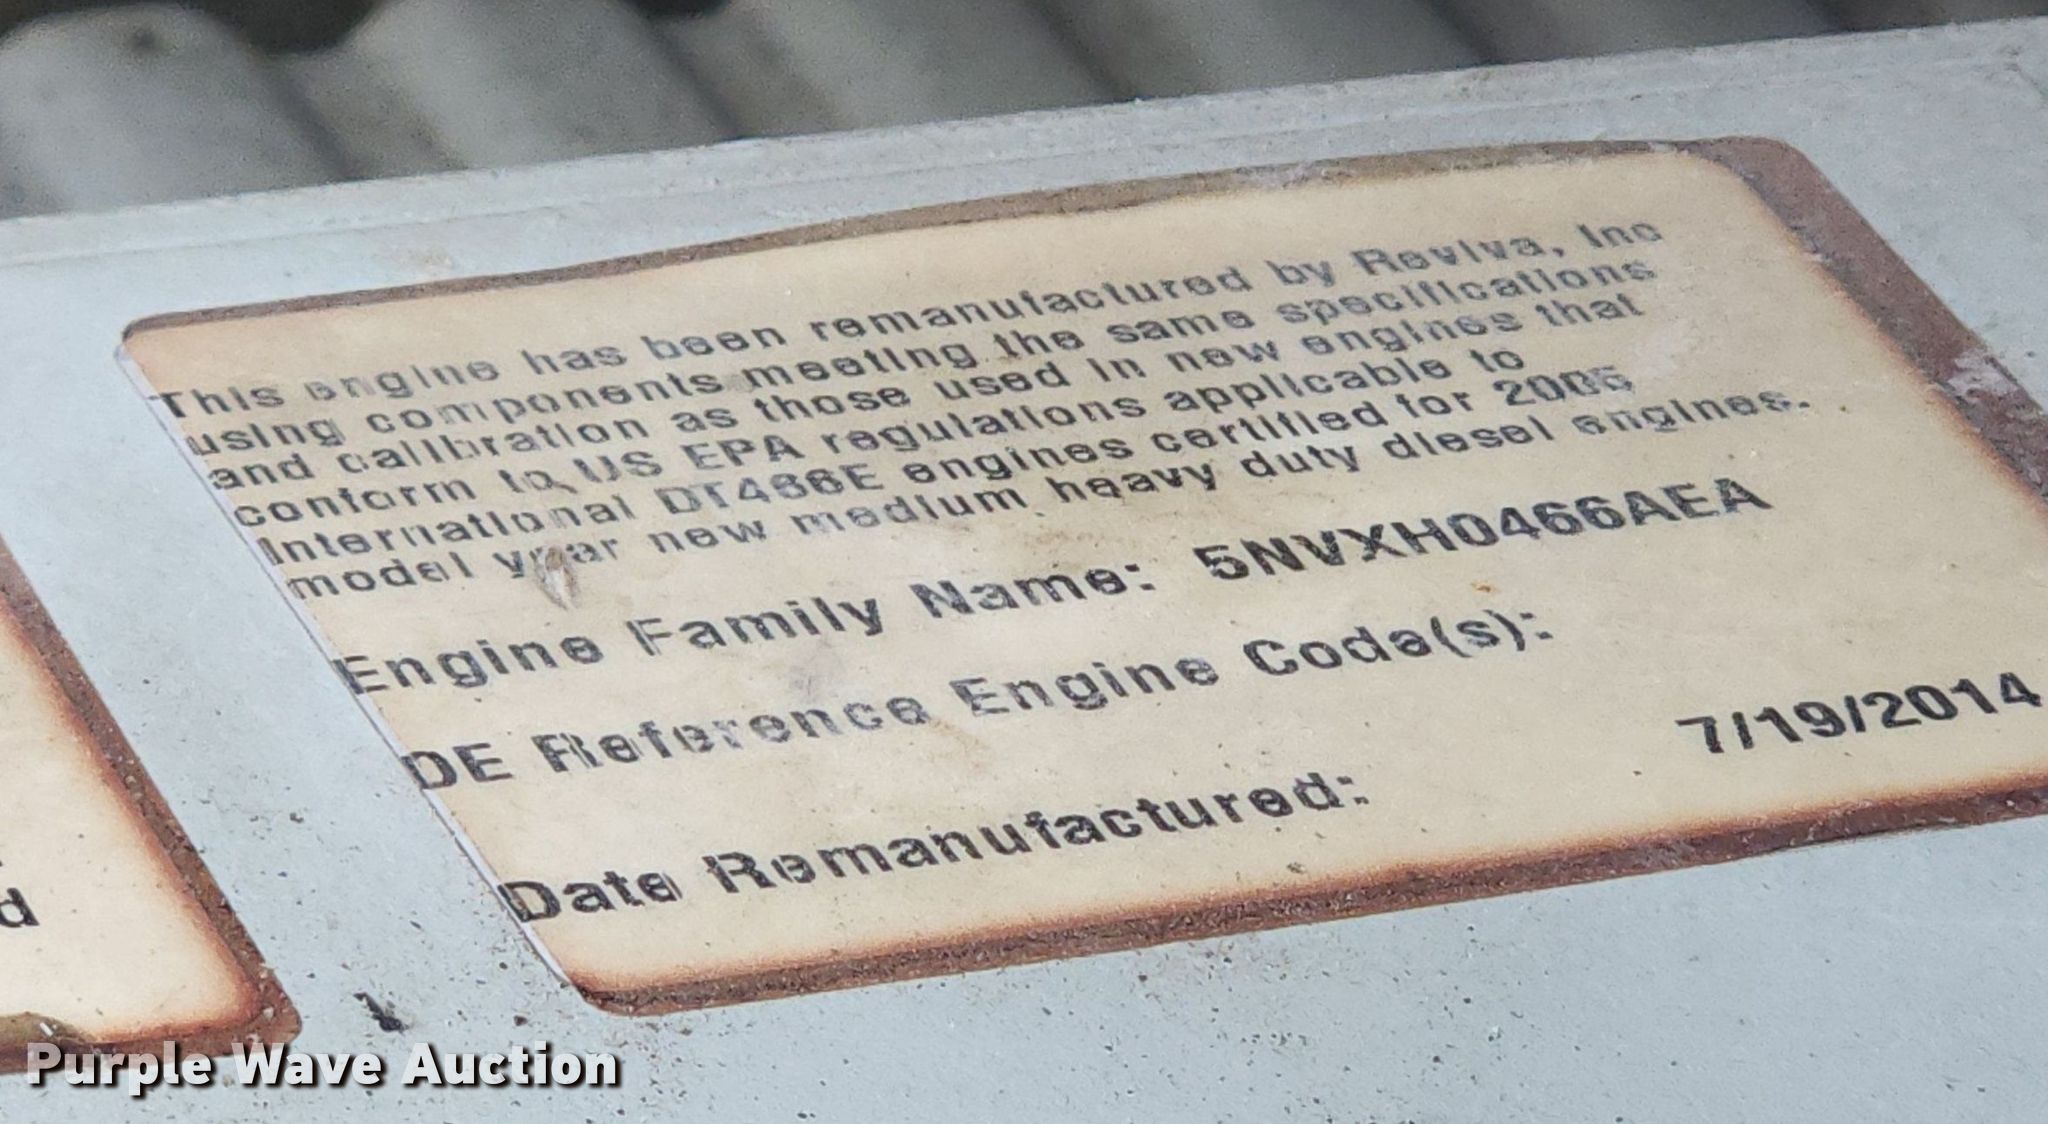 This engine has been remanufactured by Reviva, Inc
using components meeting the same specifications
and calibration as those used in new engines that
conform to US EPA regulations applicable to
International DT466E engines certified for 2005
model year new medium heavy duty diesel engines.
Engine Family Name: 5NVXH0466AEA
DE Reference Engine Code(s):
Date Remanufactured: 7/19/2014
d
Purple Wave Auction